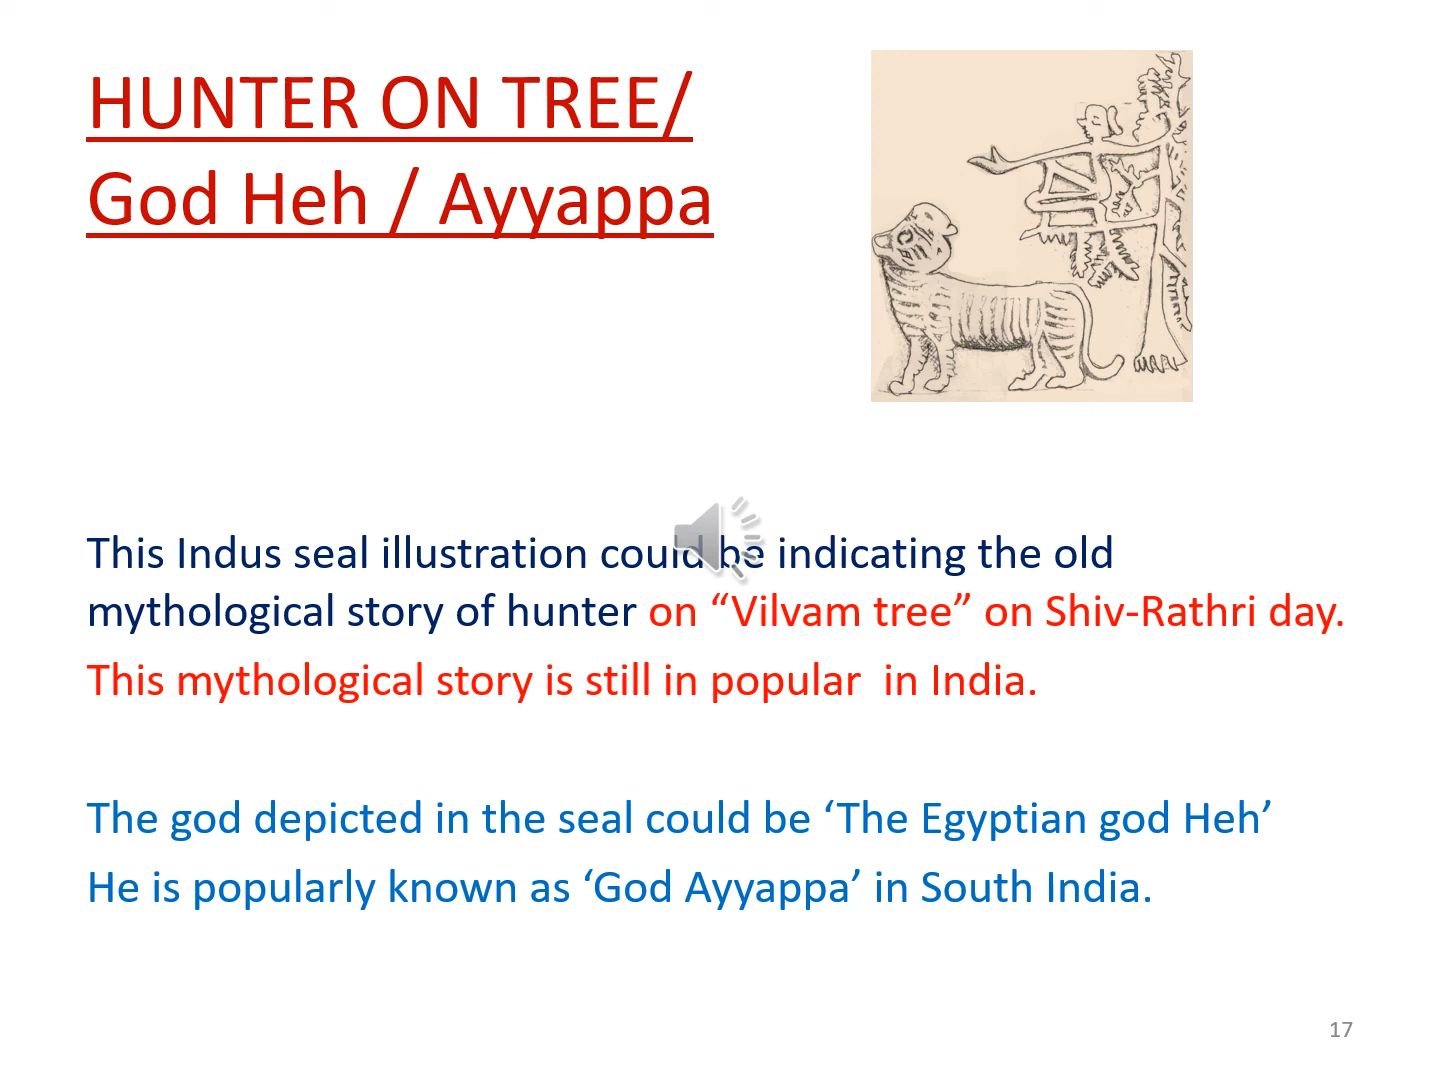 HUNTER ON TREE/
God Heh / Ayyappa
This Indus seal illustration could be indicating the old
mythological story of hunter on “Vilvam tree” on Shiv-Rathri day.
This mythological story is still in popular  in India.
The god depicted in the seal could be ‘The Egyptian god Heh’
He is popularly known as ‘God Ayyappa’ in South India.
17